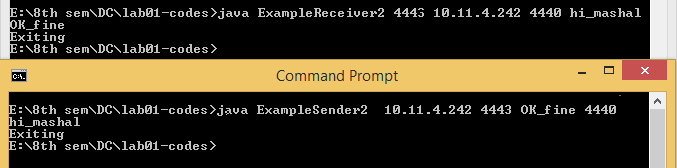 E:\8th sem\DC\lab01-codes>java ExampleReceiver2 4443 10.11.4.242 4440 hi_mashal
OK_fine
Exiting
E:\8th sem\DC\lab01-codes>
Command Prompt
E:\8th sem\DC\lab01-codes>java ExampleSender2  10.11.4.242 4443 OK_fine 4440
hi_mashal
Exiting
E:\8th sem\DC\lab01-codes>